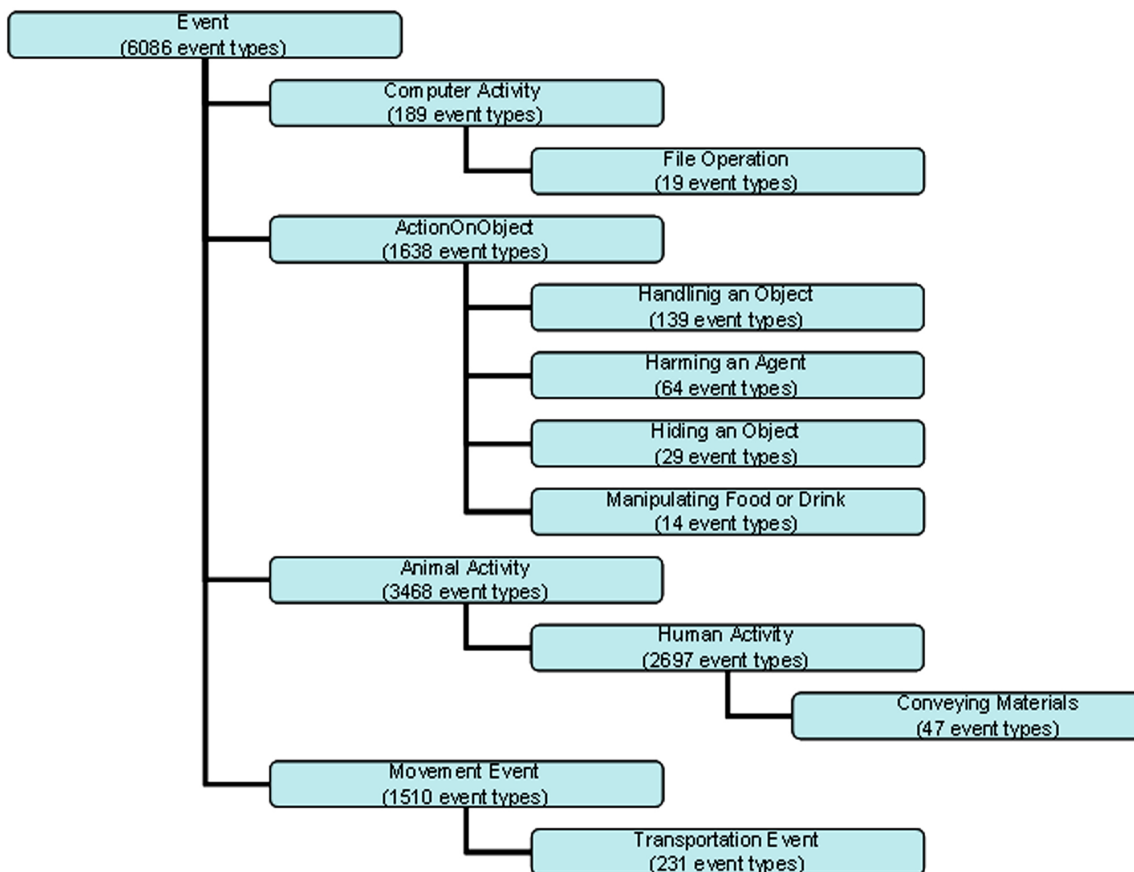 Event
(6086 event types)
Computer Activity
(189 event types)
File Operation
(19 event types)
ActionOnObject
(1638 event types)
Handlinig an Object
(139 event types)
Harming an Agent
(64 event types)
Hiding an Object
(29 event types)
Manipulating Food or Drink
(14 event types)
Animal Activity
(3468 event types)
Human Activity
(2697 event types)
Conveying Materials
(47 event types)
Movement Event
(1510 event types)
Transportation Event
(231 event types)